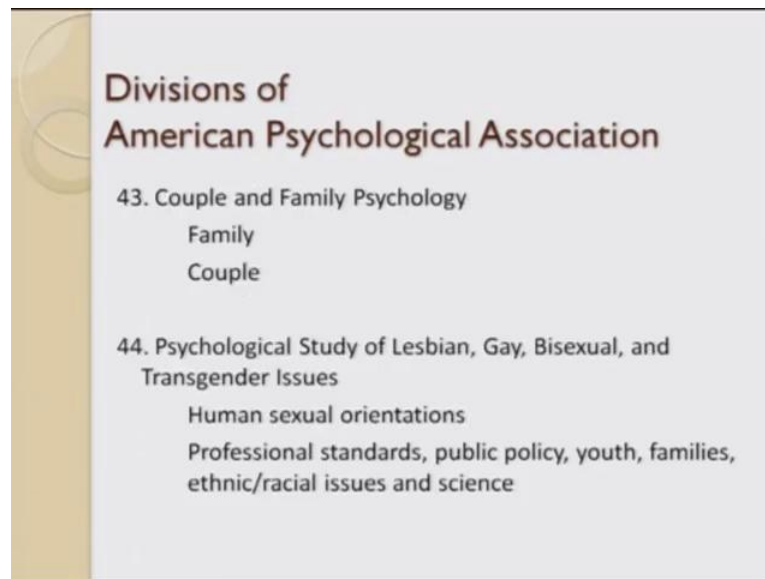 Divisions of
American Psychological Association
43. Couple and Family Psychology
Family
Couple
44. Psychological Study of Lesbian, Gay, Bisexual, and
Transgender Issues
Human sexual orientations
Professional standards, public policy, youth, families,
ethnic/racial issues and science